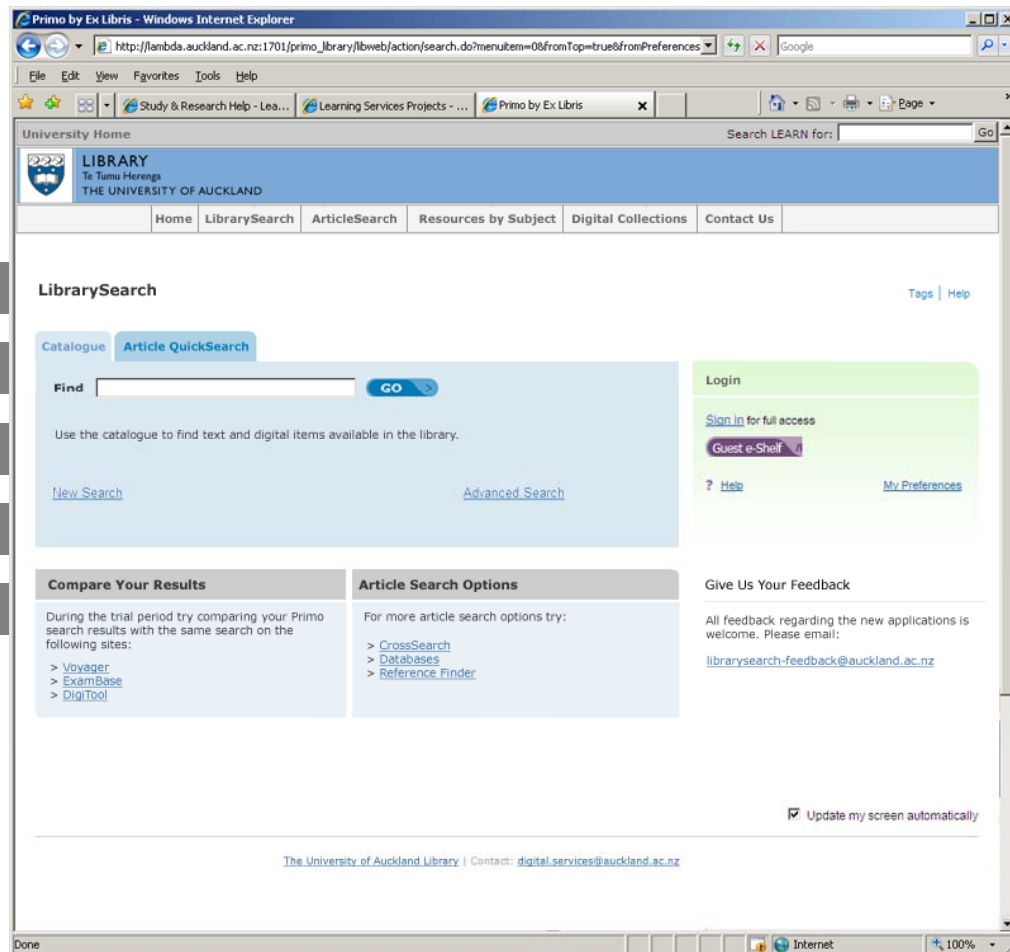 Primo by Ex Libris - Windows Internet Explorer
http://lambda.auckland.ac.nz:1701/primo_library/libweb/action/search.do?menuitem=0&fromTop=true&fromPreferences
Google
File Edit View Favorites Tools Help
Study & Research Help - Lea... Learning Services Projects - ... Primo by Ex Libris Page
University Home Search LEARN for: Go
LIBRARY
Te Tumu Herenga
THE UNIVERSITY OF AUCKLAND
Home LibrarySearch ArticleSearch Resources by Subject Digital Collections Contact Us
LibrarySearch
Tags | Help
Catalogue Article QuickSearch
Find GO >
Use the catalogue to find text and digital items available in the library.
New Search Advanced Search
Login
Sign in for full access
Guest e-Shelf
? Help My Preferences
Compare Your Results
During the trial period try comparing your Primo
search results with the same search on the
following sites:
> Voyager
> ExamBase
> DigiTool
Article Search Options
For more article search options try:
> CrossSearch
> Databases
> Reference Finder
Give Us Your Feedback
All feedback regarding the new applications is
welcome. Please email:
librarysearch-feedback@auckland.ac.nz
Update my screen automatically
The University of Auckland Library | Contact: digital.services@auckland.ac.nz
Done Internet 100%